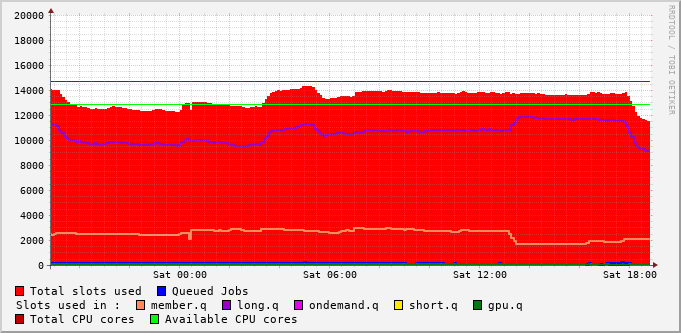 20000
18000
16000
14000
12000
10000
8000
6000
4000
2000
0
Sat 00:00 Sat 06:00 Sat 12:00 Sat 18:00
RRDTOOL / TOBI OETIKER
Total slots used Queued Jobs
Slots used in : member.q long.q ondemand.q short.q gpu.q
Total CPU cores Available CPU cores